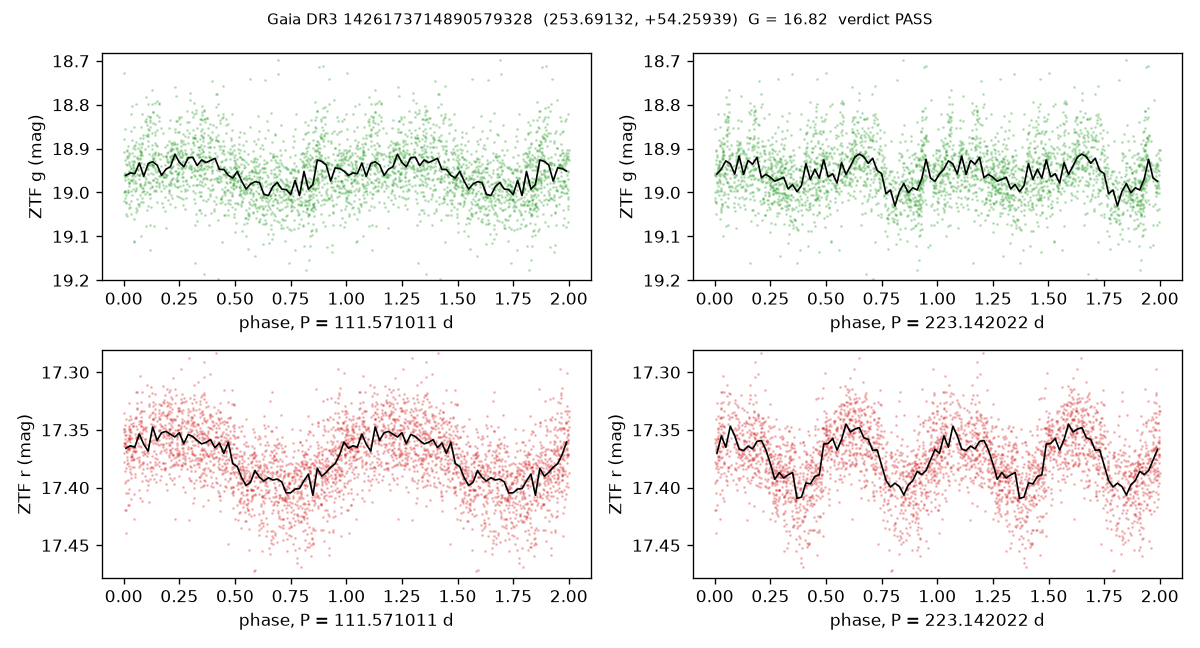 Gaia DR3 1426173714890579328  (253.69132, +54.25939)  G = 16.82  verdict PASS
ZTF g (mag)
18.7
18.8
18.9
19.0
19.1
19.2
0.00 0.25 0.50 0.75 1.00 1.25 1.50 1.75 2.00
phase, P = 111.571011 d
ZTF g (mag)
18.7
18.8
18.9
19.0
19.1
19.2
0.00 0.25 0.50 0.75 1.00 1.25 1.50 1.75 2.00
phase, P = 223.142022 d
ZTF r (mag)
17.30
17.35
17.40
17.45
0.00 0.25 0.50 0.75 1.00 1.25 1.50 1.75 2.00
phase, P = 111.571011 d
ZTF r (mag)
17.30
17.35
17.40
17.45
0.00 0.25 0.50 0.75 1.00 1.25 1.50 1.75 2.00
phase, P = 223.142022 d